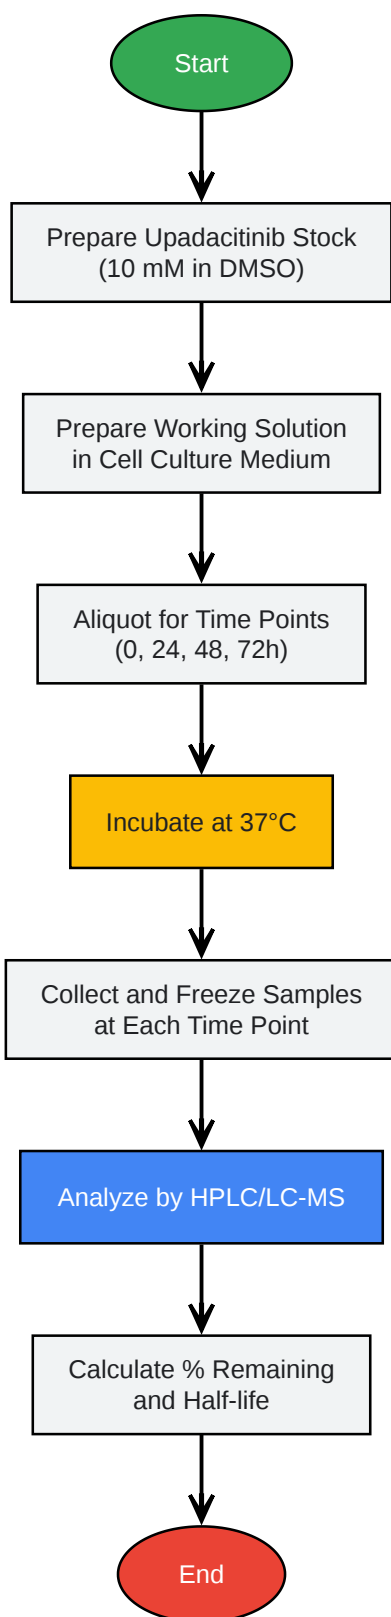 Start
Prepare Upadacitinib Stock
(10 mM in DMSO)
Prepare Working Solution
in Cell Culture Medium
Aliquot for Time Points
(0, 24, 48, 72h)
Incubate at 37°C
Collect and Freeze Samples
at Each Time Point
Analyze by HPLC/LC-MS
Calculate % Remaining
and Half-life
End